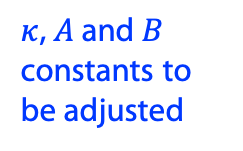 κ, A and B
constants to
be adjusted